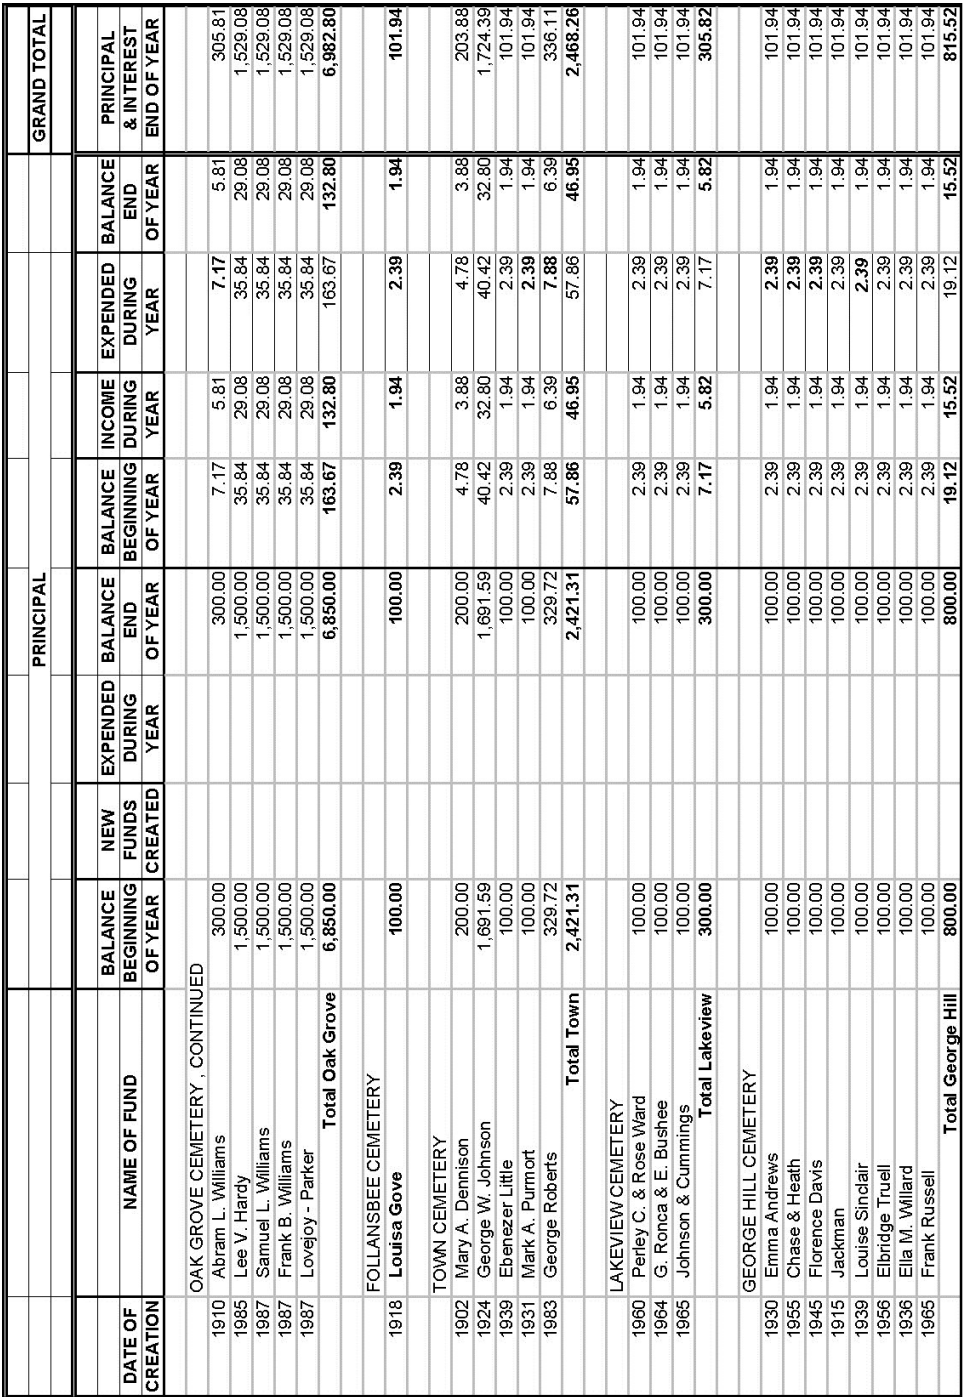 PRINCIPAL GRAND TOTAL
DATE OF CREATION NAME OF FUND BALANCE BEGINNING OF YEAR NEW FUNDS CREATED EXPENDED DURING YEAR BALANCE END OF YEAR BALANCE BEGINNING OF YEAR INCOME DURING YEAR EXPENDED DURING YEAR BALANCE END OF YEAR PRINCIPAL & INTEREST END OF YEAR
OAK GROVE CEMETERY , CONTINUED
1910 Abram L. Williams 300.00 300.00 7.17 5.81 7.17 5.81 305.81
1985 Lee V. Hardy 1,500.00 1,500.00 35.84 29.08 35.84 29.08 1,529.08
1987 Samuel L. Williams 1,500.00 1,500.00 35.84 29.08 35.84 29.08 1,529.08
1987 Frank B. Williams 1,500.00 1,500.00 35.84 29.08 35.84 29.08 1,529.08
1987 Lovejoy - Parker 1,500.00 1,500.00 35.84 29.08 35.84 29.08 1,529.08
Total Oak Grove 6,850.00 6,850.00 163.67 132.80 163.67 132.80 6,982.80
FOLLANSBEE CEMETERY
1918 Louisa Gove 100.00 100.00 2.39 1.94 2.39 1.94 101.94
TOWN CEMETERY
1902 Mary A. Dennison 200.00 200.00 4.78 3.88 4.78 3.88 203.88
1924 George W. Johnson 1,691.59 1,691.59 40.42 32.80 40.42 32.80 1,724.39
1939 Ebenezer Little 100.00 100.00 2.39 1.94 2.39 1.94 101.94
1931 Mark A. Purmort 100.00 100.00 2.39 1.94 2.39 1.94 101.94
1983 George Roberts 329.72 329.72 7.88 6.39 7.88 6.39 336.11
Total Town 2,421.31 2,421.31 57.86 46.95 57.86 46.95 2,468.26
LAKEVIEW CEMETERY
1960 Perley C. & Rose Ward 100.00 100.00 2.39 1.94 2.39 1.94 101.94
1964 G. Ronca & E. Bushee 100.00 100.00 2.39 1.94 2.39 1.94 101.94
1965 Johnson & Cummings 100.00 100.00 2.39 1.94 2.39 1.94 101.94
Total Lakeview 300.00 300.00 7.17 5.82 7.17 5.82 305.82
GEORGE HILL CEMETERY
1930 Emma Andrews 100.00 100.00 2.39 1.94 2.39 1.94 101.94
1955 Chase & Heath 100.00 100.00 2.39 1.94 2.39 1.94 101.94
1945 Florence Davis 100.00 100.00 2.39 1.94 2.39 1.94 101.94
1915 Jackman 100.00 100.00 2.39 1.94 2.39 1.94 101.94
1939 Louise Sinclair 100.00 100.00 2.39 1.94 2.39 1.94 101.94
1956 Elbridge Truell 100.00 100.00 2.39 1.94 2.39 1.94 101.94
1936 Ella M. Willard 100.00 100.00 2.39 1.94 2.39 1.94 101.94
1965 Frank Russell 100.00 100.00 2.39 1.94 2.39 1.94 101.94
Total George Hill 800.00 800.00 19.12 15.52 19.12 15.52 815.52